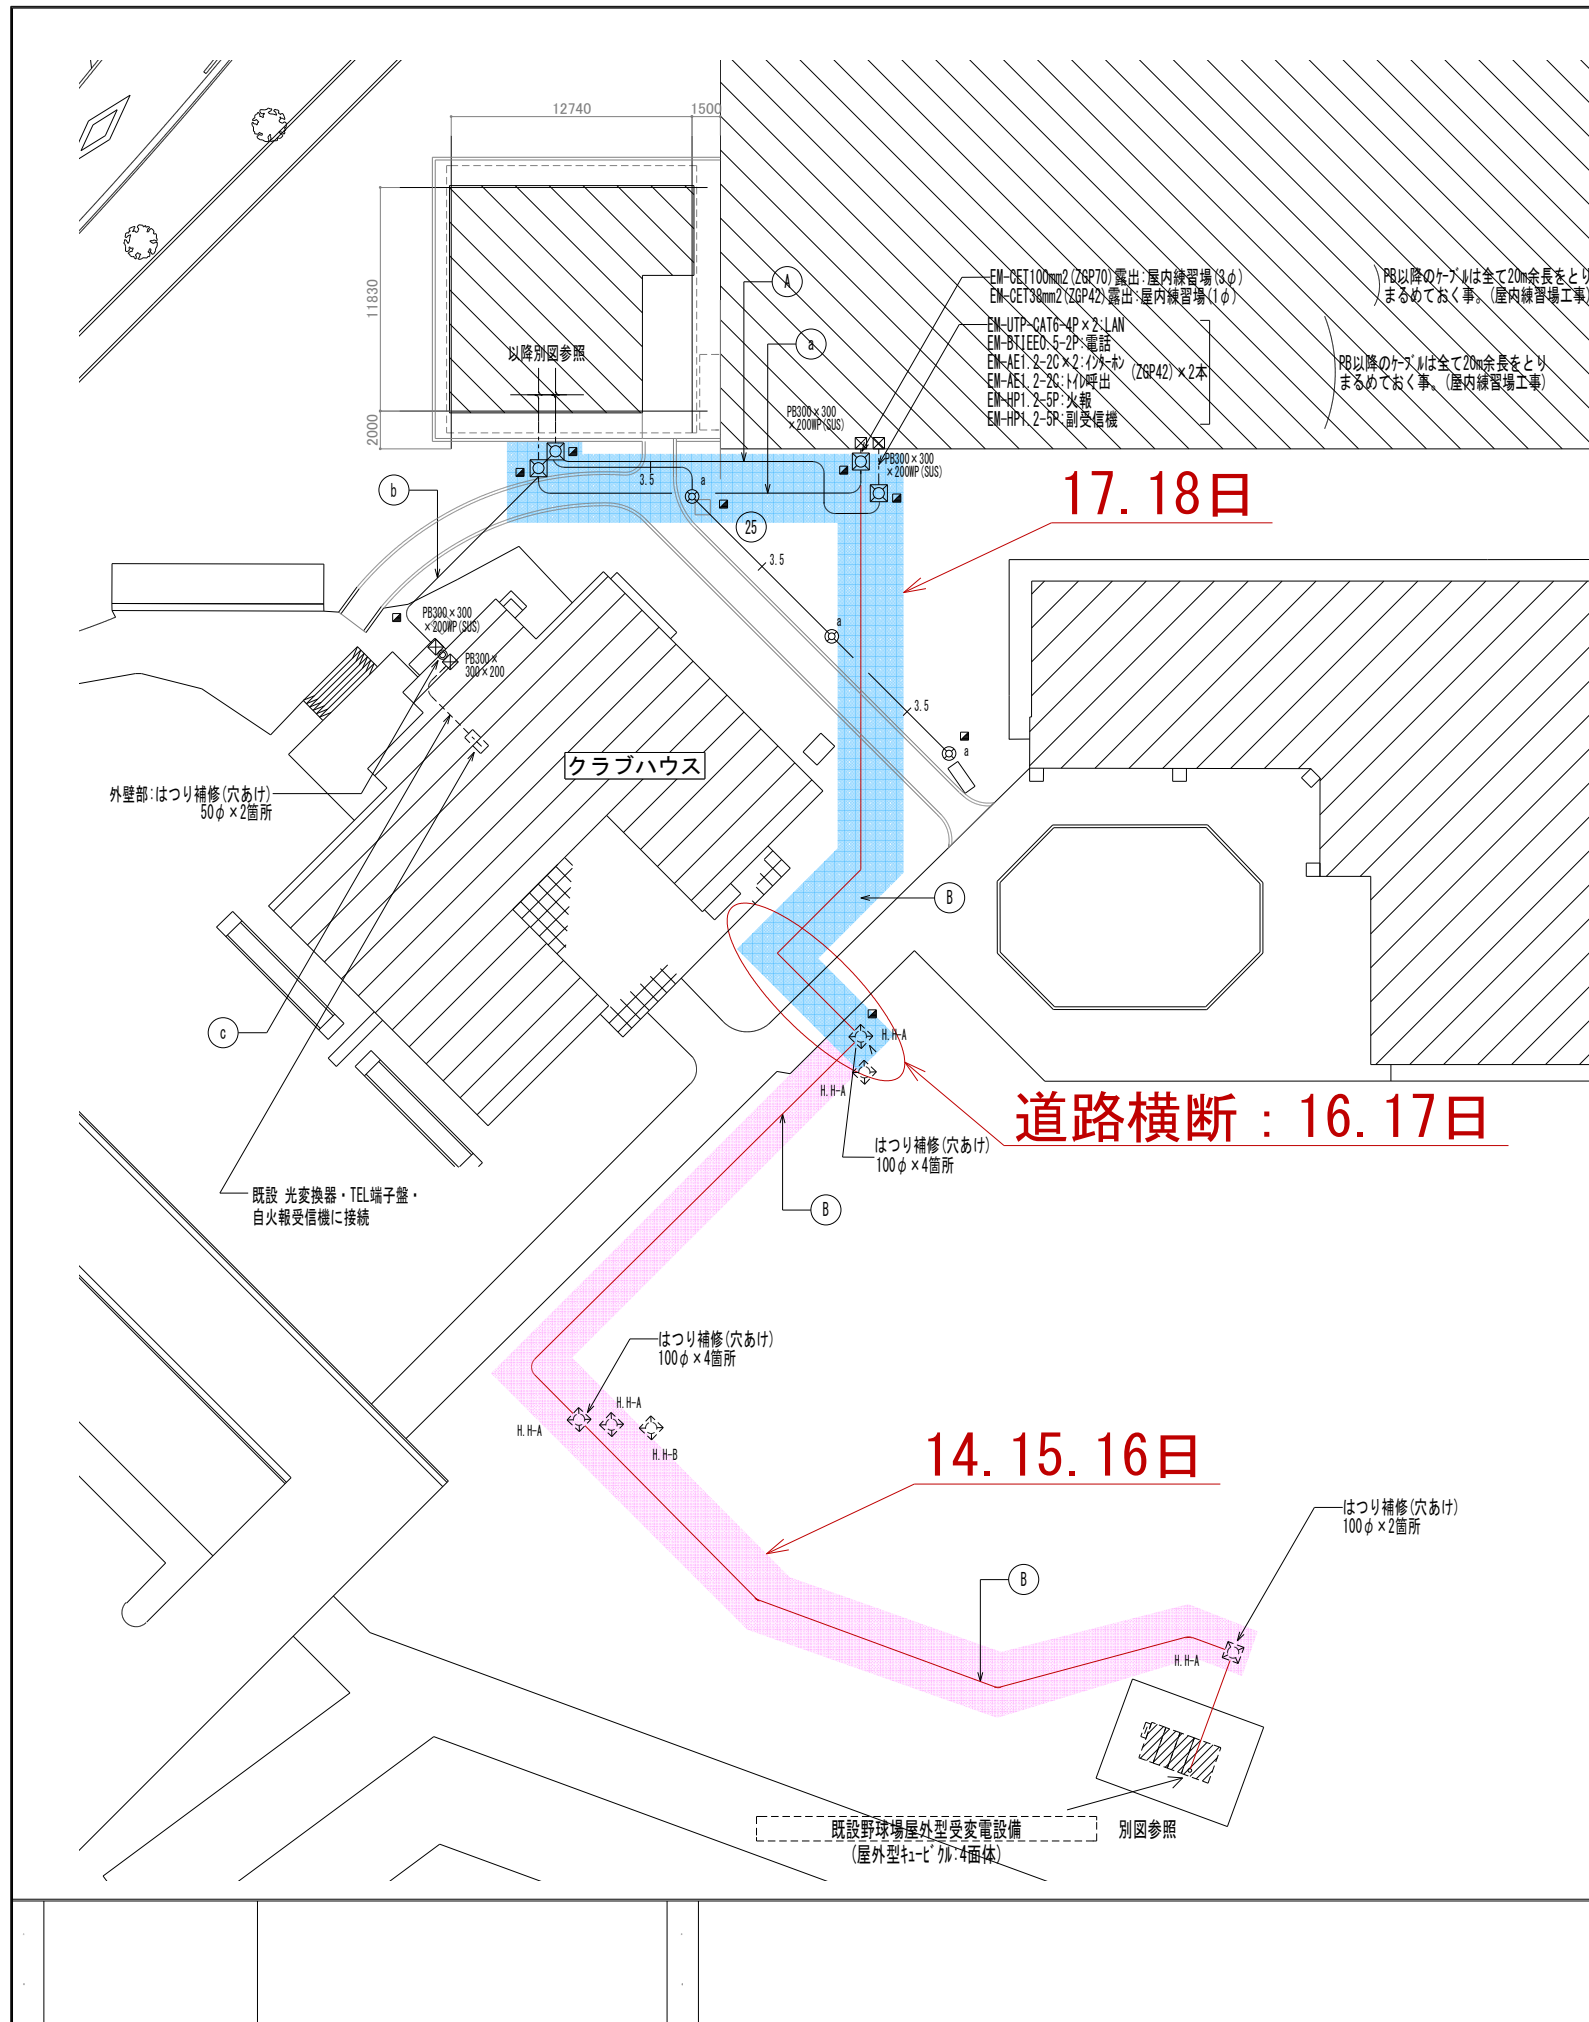 12740
1500
11830
2000
A
a
EM-CET100mm2(ZGP70)露出:屋内練習場(3φ)
EM-CET38mm2(ZGP42)露出:屋内練習場(1φ)
PB以降のケーブルは全て20m余長をとり
まるめておく事。(屋内練習場工事)
EM-UTP-CAT6-4P×2:LAN
EM-BTIEE0.5-2P:電話
EM-AE1.2-2C×2:インターホン
EM-AE1.2-2C:トイレ呼出
EM-HP1.2-5P:火報
EM-HP1.2-5P:副受信機
(ZGP42)×2本
PB以降のケーブルは全て20m余長をとり
まるめておく事。(屋内練習場工事)
以降別図参照
PB300×300
×200WP(SUS)
PB300×300
×200WP(SUS)
3.5
a
b
25
17.18日
3.5
a
PB300×300
×200WP(SUS)
PB300×
300×200
3.5
a
クラブハウス
外壁部:はつり補修(穴あけ)
50φ×2箇所
B
c
H.H-A
H.H-A
道路横断：16.17日
はつり補修(穴あけ)
100φ×4箇所
既設 光変換器・TEL端子盤・
自火報受信機に接続
B
はつり補修(穴あけ)
100φ×4箇所
H.H-A
H.H-A
H.H-B
14.15.16日
はつり補修(穴あけ)
100φ×2箇所
B
H.H-A
既設野球場屋外型受変電設備
(屋外型キュービクル:4面体)
別図参照